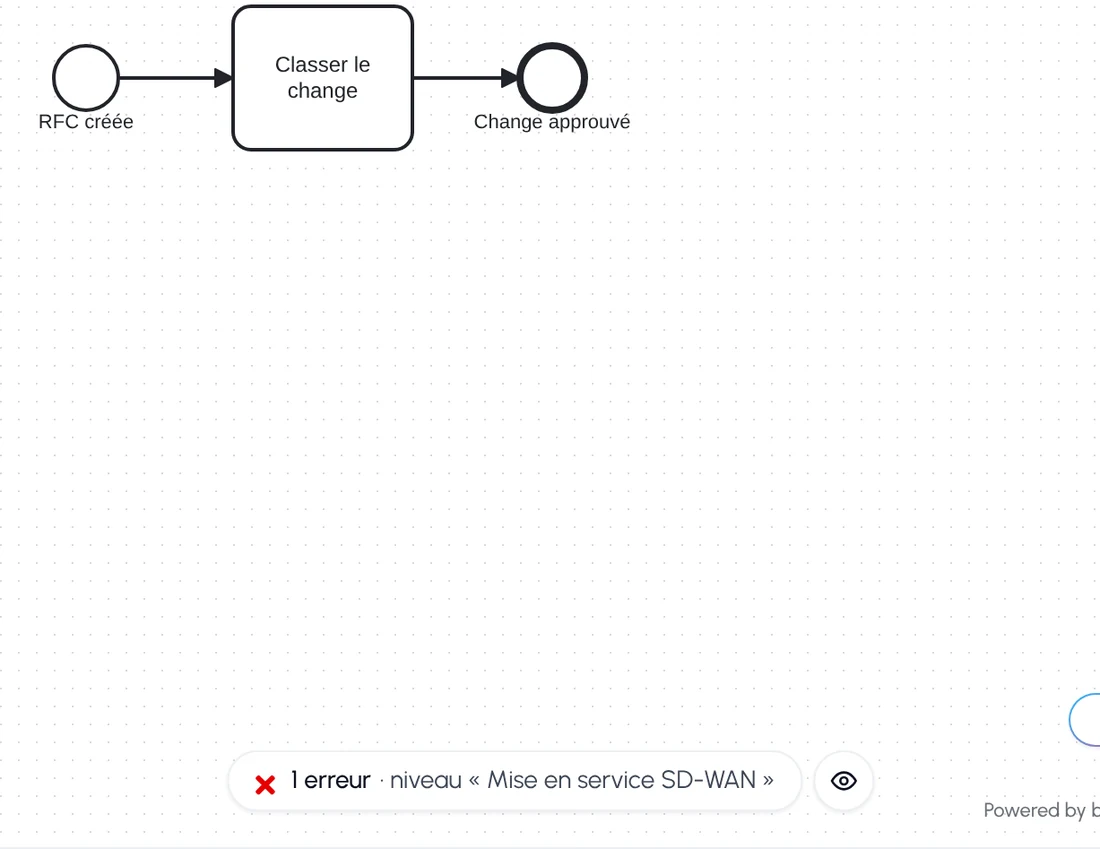 Classer le
change
RFC créée
Change approuvé
1 erreur · niveau « Mise en service SD-WAN »
Powered by